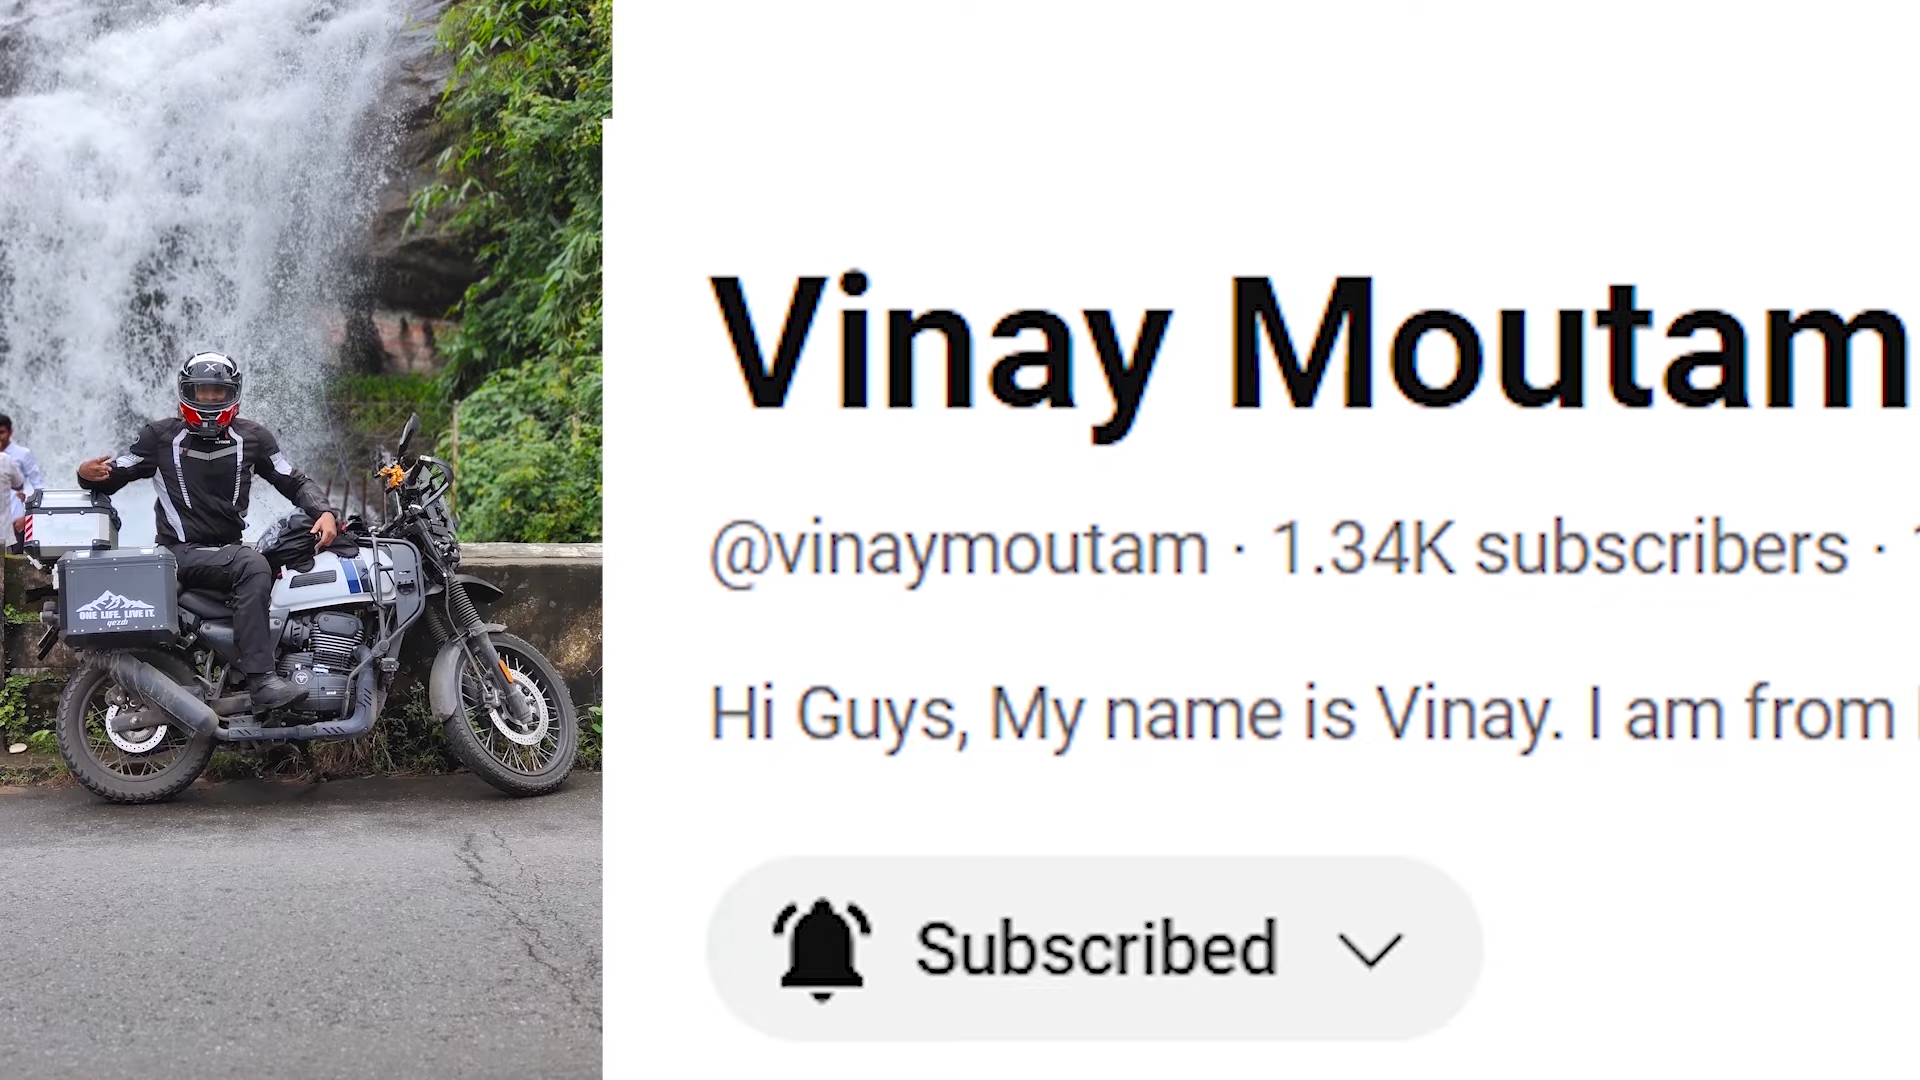 Vinay Moutam
@vinaymoutam · 1.34K subscribers ·
Hi Guys, My name is Vinay. I am from
Subscribed
ONE LIFE. LIVE IT.
yezdi